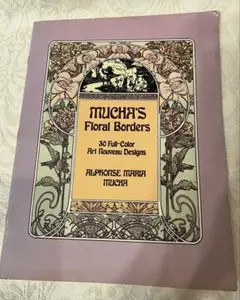 MUCHA'S
Floral Borders
30 Full-Color
Art Nouveau Designs
ALPHONSE MARIA
MUCHA